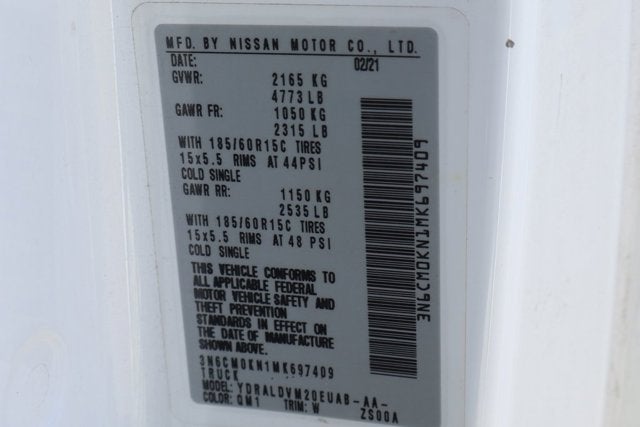 MFD. BY NISSAN MOTOR CO., LTD.
DATE: 02/21
GVWR: 2165 KG
4773 LB
GAWR FR: 1050 KG
2315 LB
WITH 185/60R15C TIRES
15x5.5 RIMS AT 44PSI
COLD SINGLE
GAWR RR: 1150 KG
2535 LB
WITH 185/60R15C TIRES
15x5.5 RIMS AT 48 PSI
COLD SINGLE
THIS VEHICLE CONFORMS TO
ALL APPLICABLE FEDERAL
MOTOR VEHICLE SAFETY AND
THEFT PREVENTION
STANDARDS IN EFFECT ON
THE DATE OF MANUFACTURE
SHOWN ABOVE.
3N6CM0KN1MK697409
TRUCK
MODEL: YDRALDVM20EUAB-AA-
COLOR: QM1 TRIM: W ZS00A
3N6CM0KN1MK697409